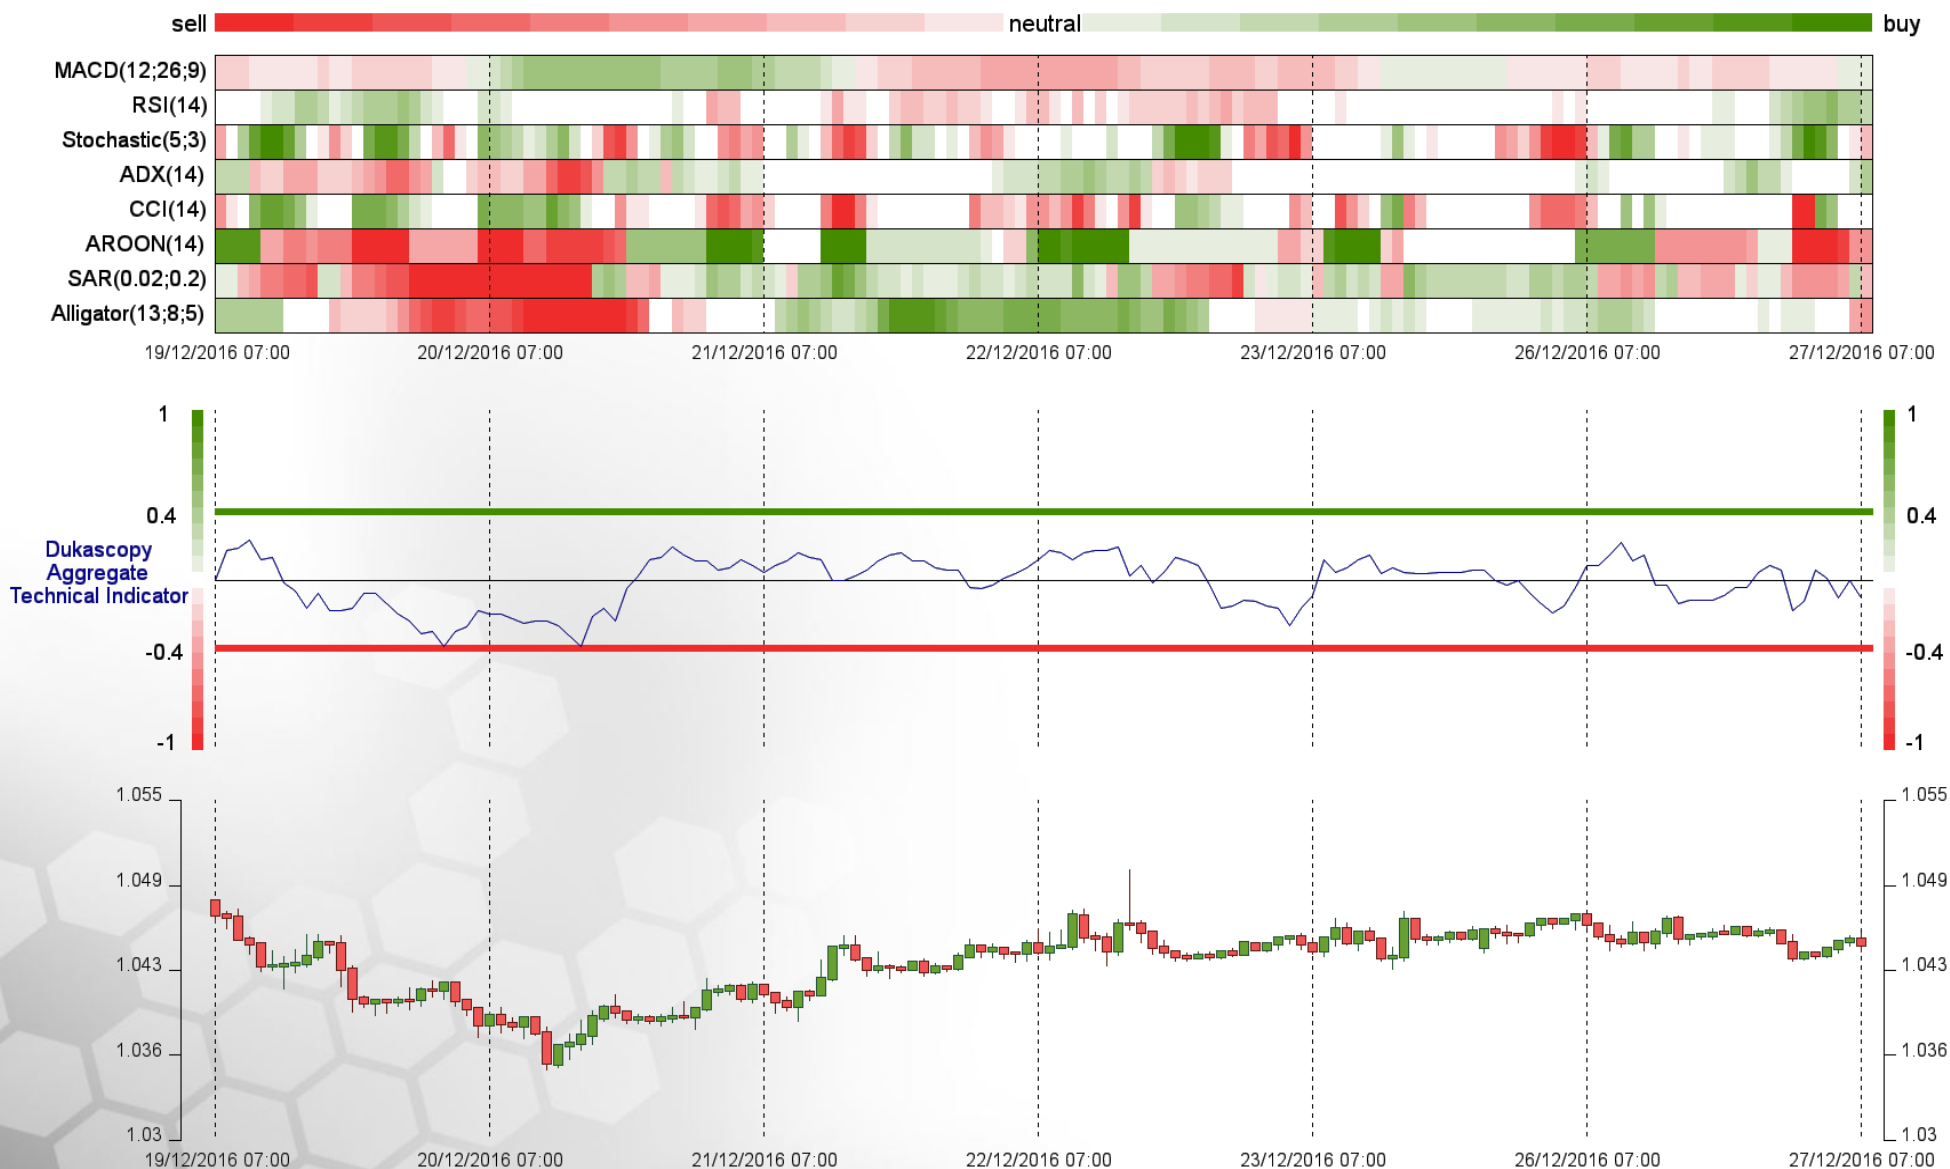 sell neutral buy
MACD(12;26;9)
RSI(14)
Stochastic(5;3)
ADX(14)
CCI(14)
AROON(14)
SAR(0.02;0.2)
Alligator(13;8;5)
19/12/2016 07:00 20/12/2016 07:00 21/12/2016 07:00 22/12/2016 07:00 23/12/2016 07:00 26/12/2016 07:00 27/12/2016 07:00
1 1
0.4 0.4
Dukascopy
Aggregate
Technical Indicator
-0.4 -0.4
-1 -1
1.055 1.055
1.049 1.049
1.043 1.043
1.036 1.036
1.03 1.03
19/12/2016 07:00 20/12/2016 07:00 21/12/2016 07:00 22/12/2016 07:00 23/12/2016 07:00 26/12/2016 07:00 27/12/2016 07:00